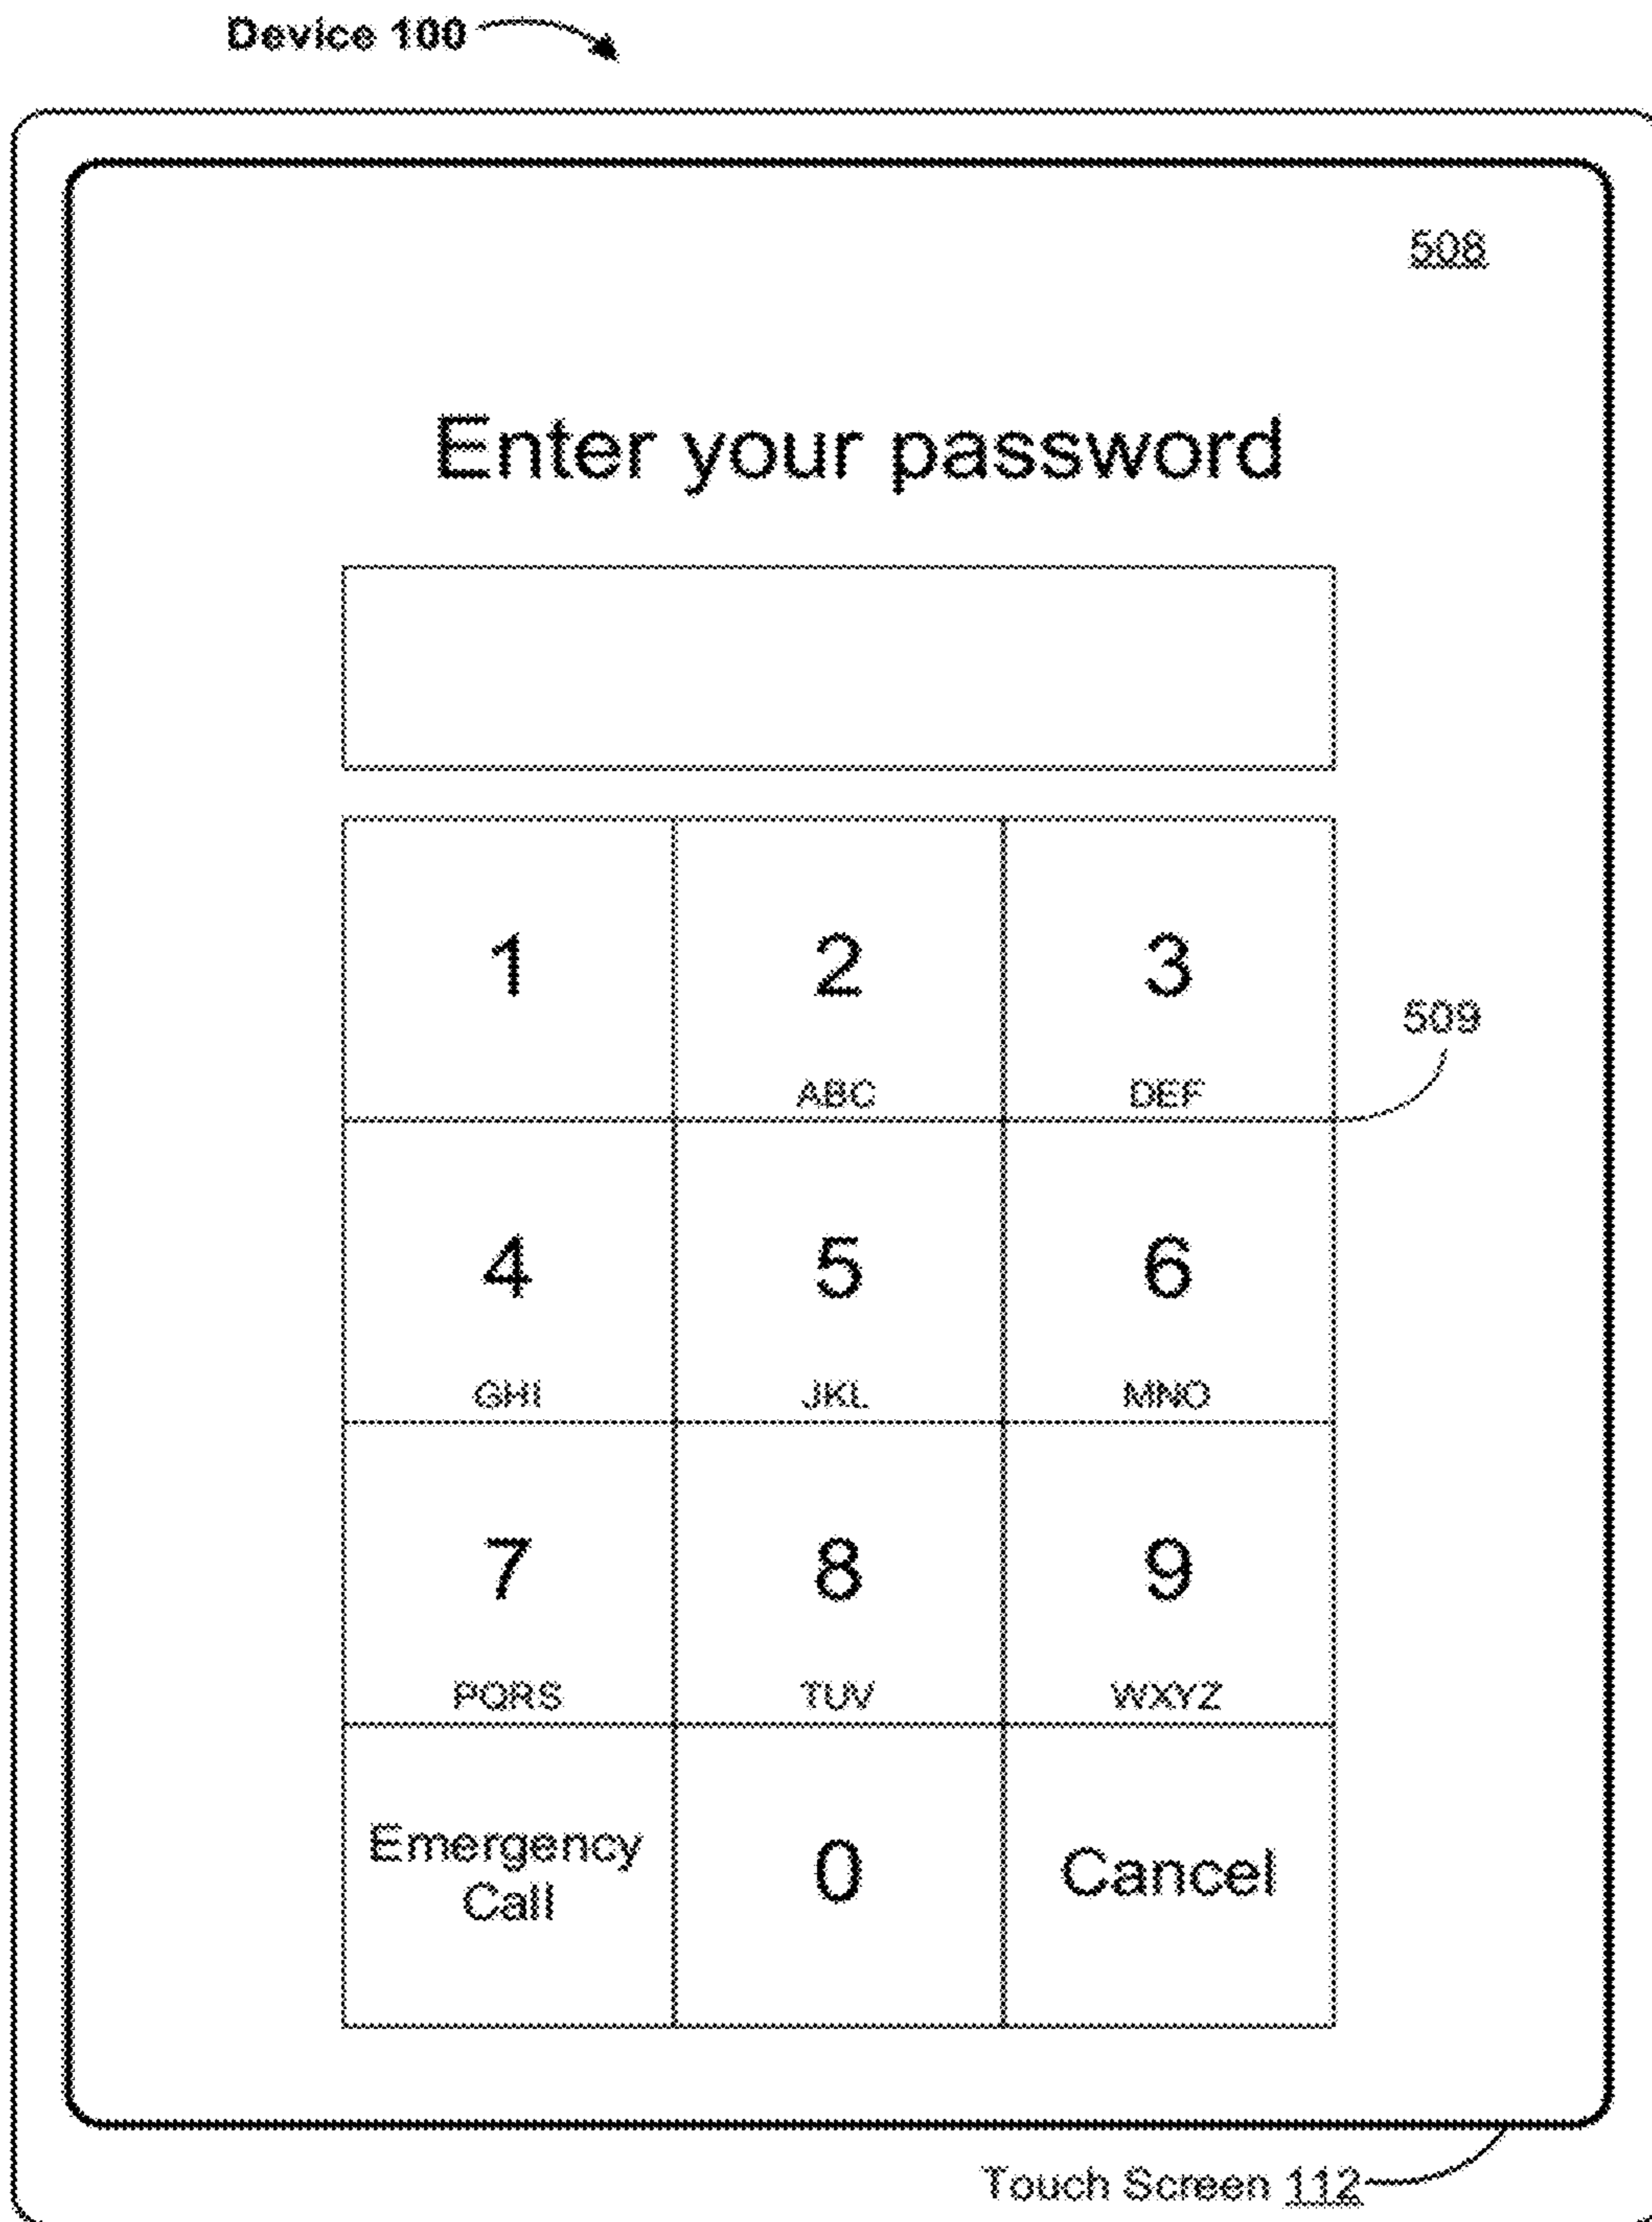 Device 100
508
Enter your password
1 2 3
509
ABC DEF
4 5 6
GHI JKL MNO
7 8 9
PQRS TUV WXYZ
Emergency
Call
0 Cancel
Touch Screen 112